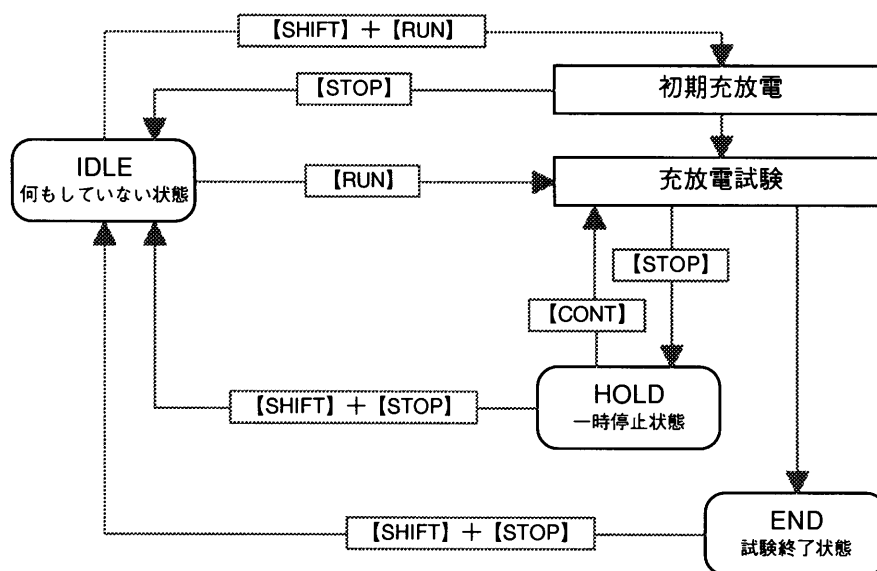 【SHIFT】＋【RUN】
初期充放電
【STOP】
IDLE
何もしていない状態
【RUN】
充放電試験
【STOP】
【CONT】
HOLD
一時停止状態
【SHIFT】＋【STOP】
END
試験終了状態
【SHIFT】＋【STOP】